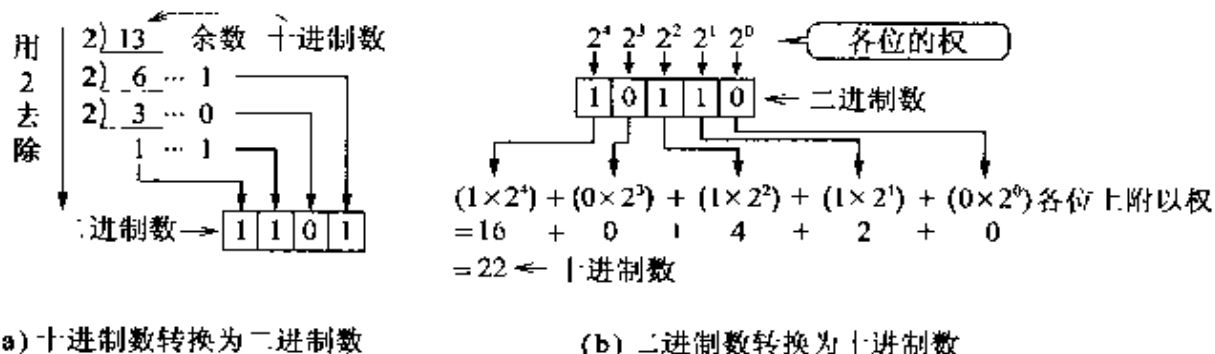 用2去除
2) 13 余数 十进制数
2) 6 … 1
2) 3 … 0
1 … 1
二进制数→ 1 1 0 1
a) 十进制数转换为二进制数
2⁴ 2³ 2² 2¹ 2⁰ ← 各位的权
1 0 1 1 0 ← 二进制数
(1×2⁴) + (0×2³) + (1×2²) + (1×2¹) + (0×2⁰) 各位上附以权
=16 + 0 + 4 + 2 + 0
=22 ← 十进制数
(b) 二进制数转换为十进制数